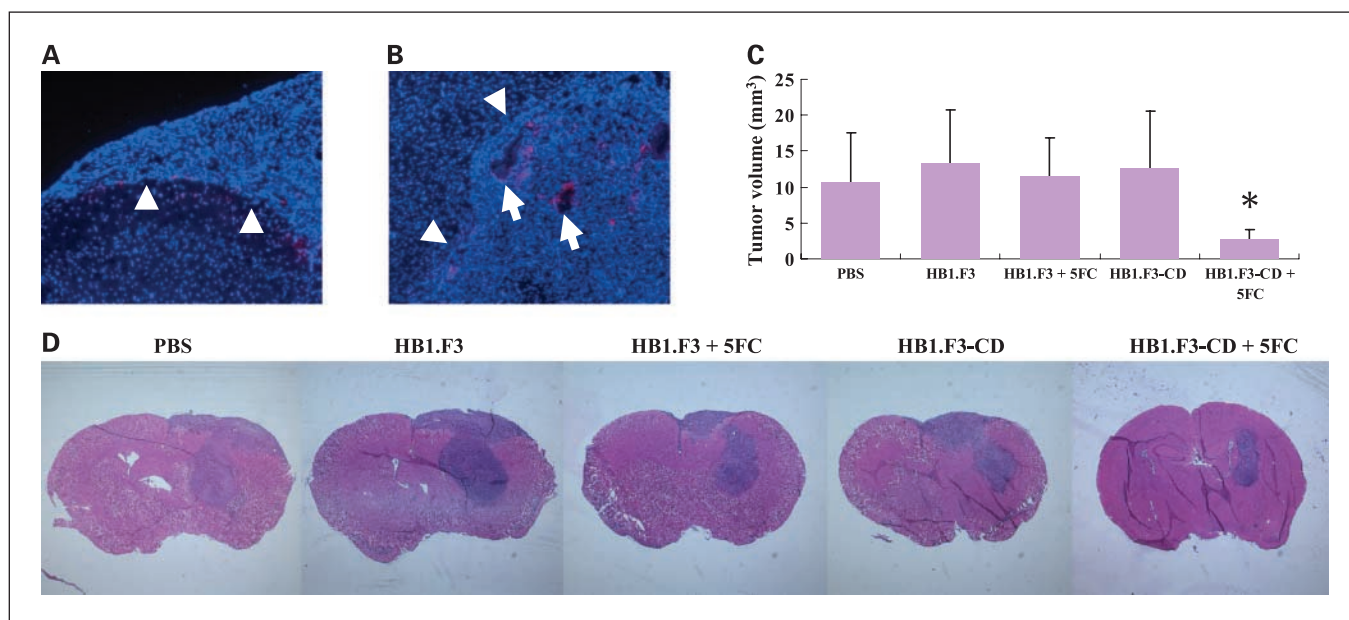 A
B
C
Tumor volume (mm³)
25
20
15
10
5
0
*
PBS
HB1.F3
HB1.F3 + 5FC
HB1.F3-CD
HB1.F3-CD +
5FC
D
PBS
HB1.F3
HB1.F3 + 5FC
HB1.F3-CD
HB1.F3-CD + 5FC